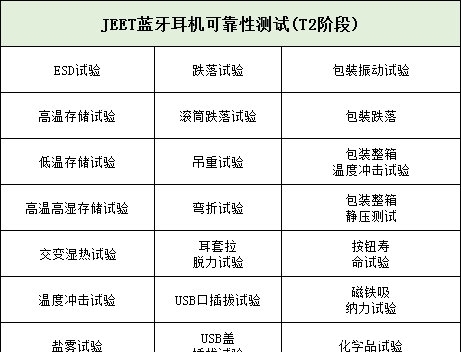 JEET蓝牙耳机可靠性测试(T2阶段)
ESD试验
跌落试验
包装振动试验
高温存储试验
滚筒跌落试验
包装跌落
低温存储试验
吊重试验
包装整箱
温度冲击试验
高温高湿存储试验
弯折试验
包装整箱
静压测试
交变湿热试验
耳套拉
脱力试验
按钮寿
命试验
温度冲击试验
USB口插拔试验
磁铁吸
纳力试验
盐雾试验
USB盖
插拔试验
化学品试验